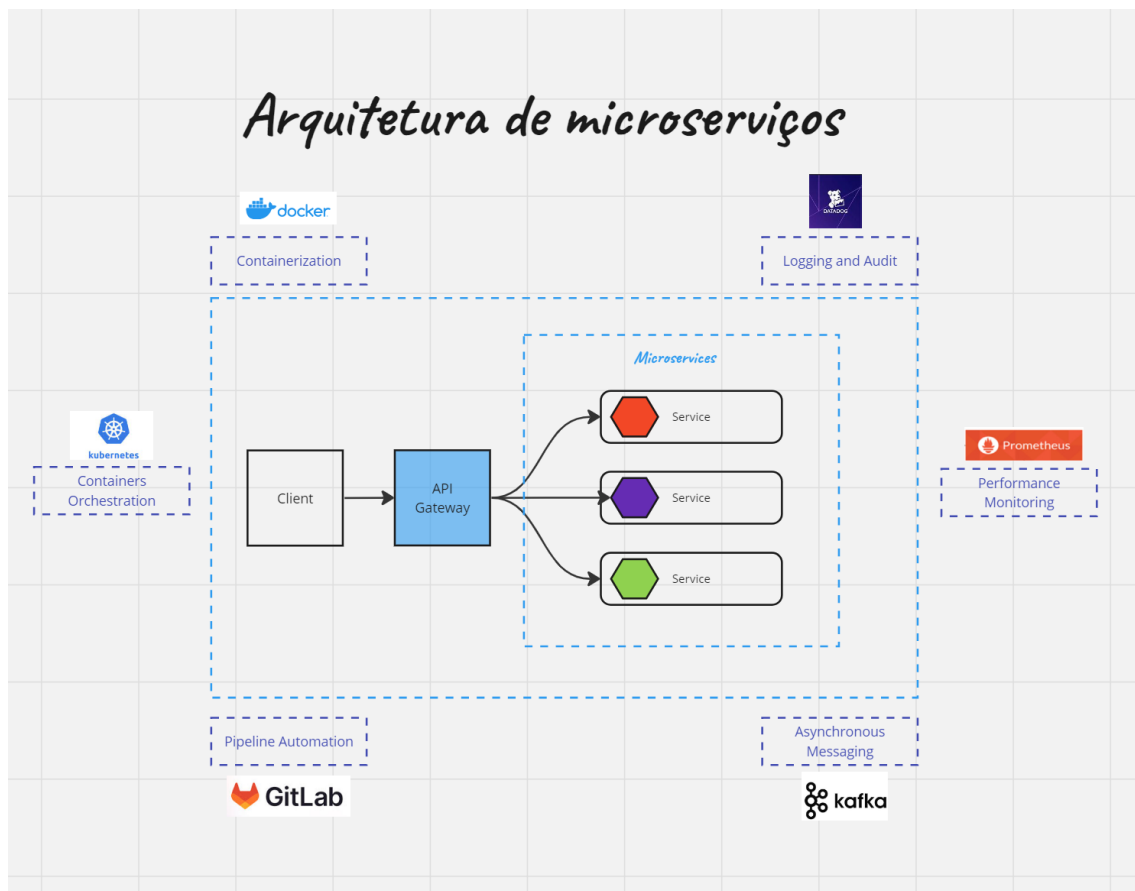 Arquitetura de microserviços
docker
DATADOG
Containerization
Logging and Audit
Microservices
Service
kubernetes
Prometheus
Containers
Orchestration
Client
API
Gateway
Service
Performance
Monitoring
Service
Pipeline Automation
Asynchronous
Messaging
GitLab
kafka